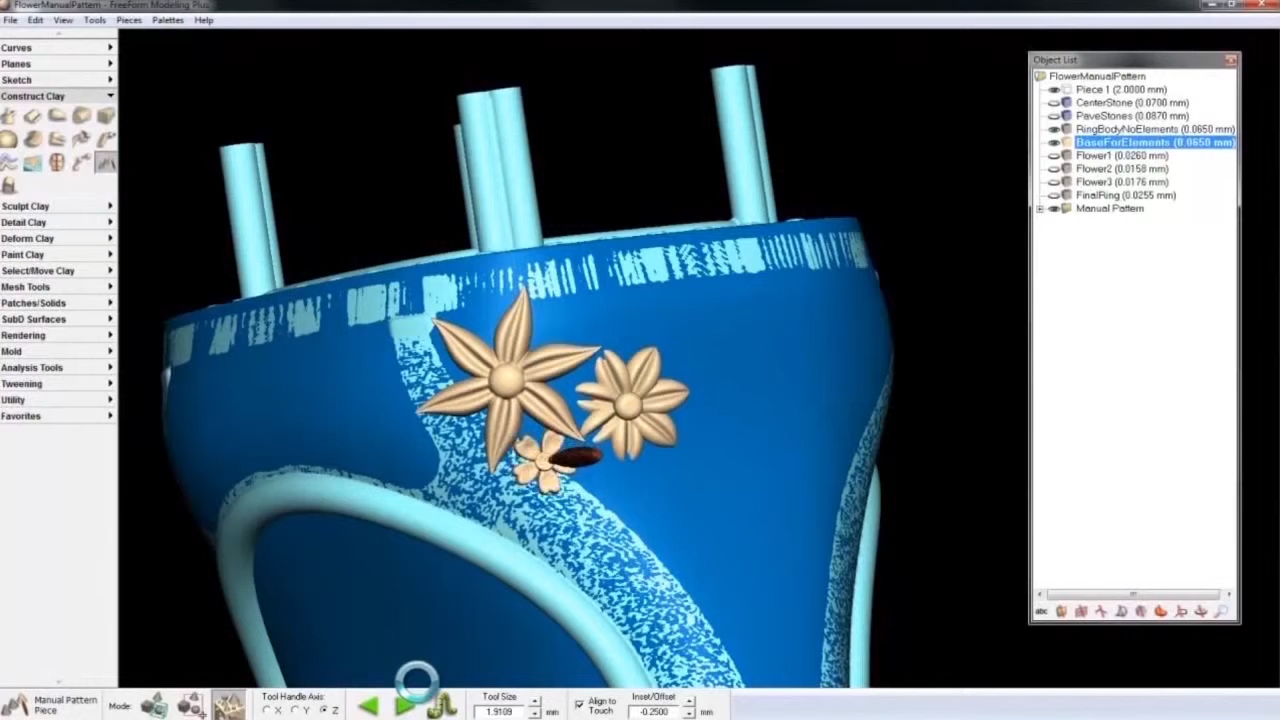 FlowerManualPattern - FreeForm Modeling Plus
File Edit View Tools Pieces Palettes Help
Curves
Planes
Sketch
Construct Clay
Sculpt Clay
Detail Clay
Deform Clay
Paint Clay
Select/Move Clay
Mesh Tools
Patches/Solids
SubD Surfaces
Rendering
Mold
Analysis Tools
Tweening
Utility
Favorites
Object List
FlowerManualPattern
Piece 1 (2.0000 mm)
CenterStone (0.0700 mm)
PaveStones (0.0870 mm)
RingBodyNoElements (0.0650 mm)
BaseForElements (0.0650 mm)
Flower1 (0.0260 mm)
Flower2 (0.0158 mm)
Flower3 (0.0176 mm)
FinalRing (0.0255 mm)
Manual Pattern
abc
Manual Pattern
Piece
Mode:
Tool Handle Axis:
X Y Z
Tool Size
1.9109 mm
Align to
Touch
Inset/Offset
-0.2500 mm